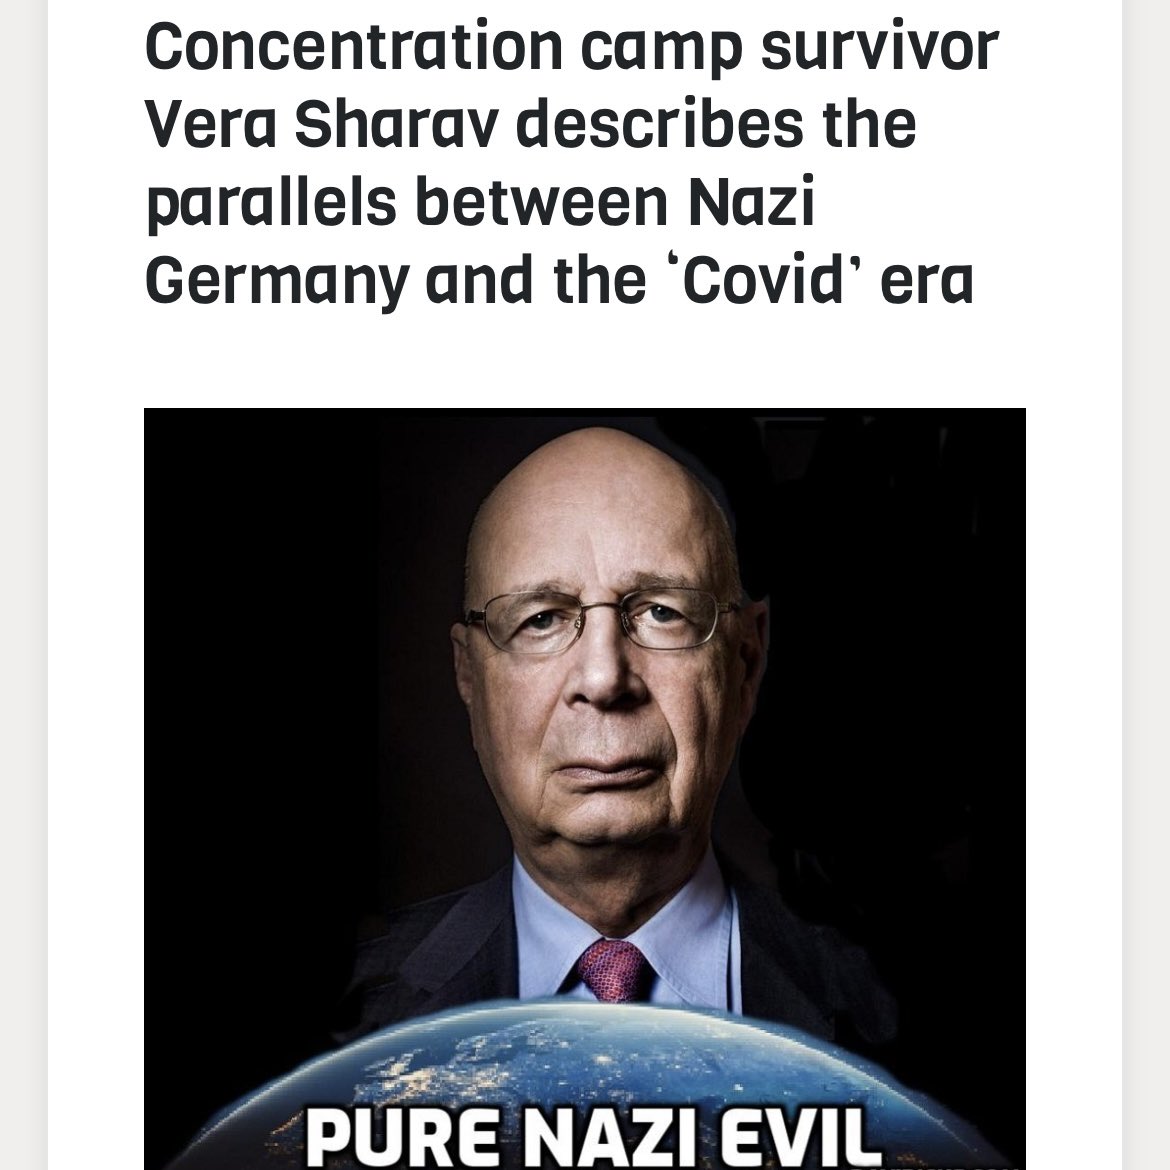 Concentration camp survivor
Vera Sharav describes the
parallels between Nazi
Germany and the ‘Covid’ era
PURE NAZI EVIL